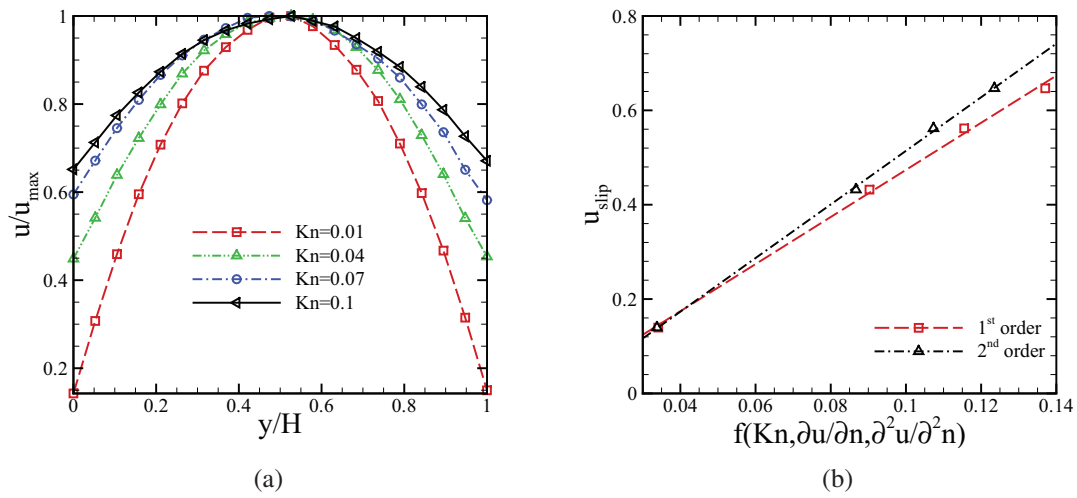 1
0.8
0.6
0.4
0.2
0 0.2 0.4 0.6 0.8 1
u/u_max
y/H
Kn=0.01
Kn=0.04
Kn=0.07
Kn=0.1
(a)
0.8
0.6
0.4
0.2
0
0.04 0.06 0.08 0.1 0.12 0.14
u_slip
f(Kn,∂u/∂n,∂²u/∂²n)
1st order
2nd order
(b)